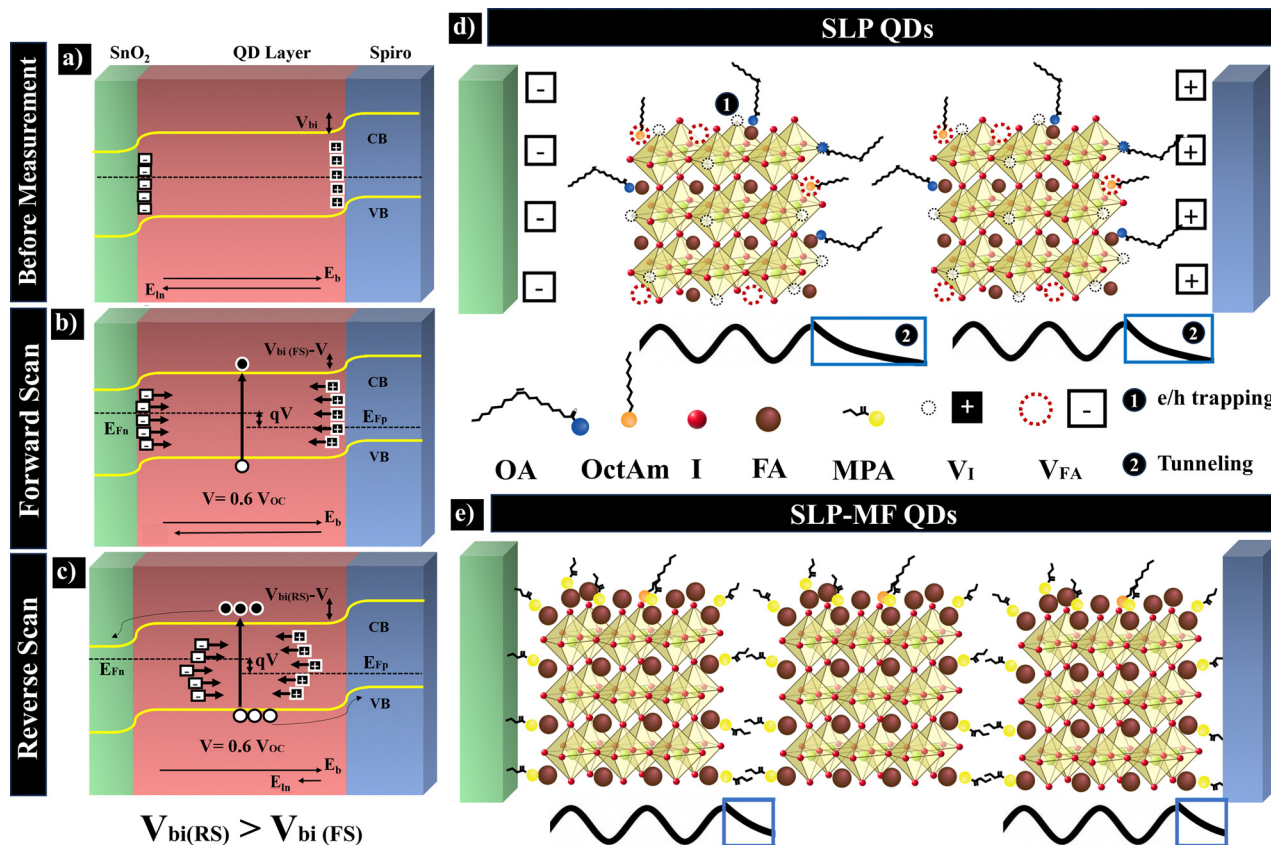 Before Measurement
a)
SnO₂ QD Layer Spiro
V_bi
CB
VB
E_b
E_In
Forward Scan
b)
V_bi (FS)-V
CB
E_Fn
qV
E_Fp
VB
V= 0.6 V_OC
E_b
Reverse Scan
c)
V_bi(RS)-V
CB
E_Fn
qV
E_Fp
VB
V= 0.6 V_OC
E_b
E_In
V_bi(RS) > V_bi (FS)
d)
SLP QDs
1
2
2
1 e/h trapping
OA OctAm I FA MPA V_I V_FA
2 Tunneling
e)
SLP-MF QDs